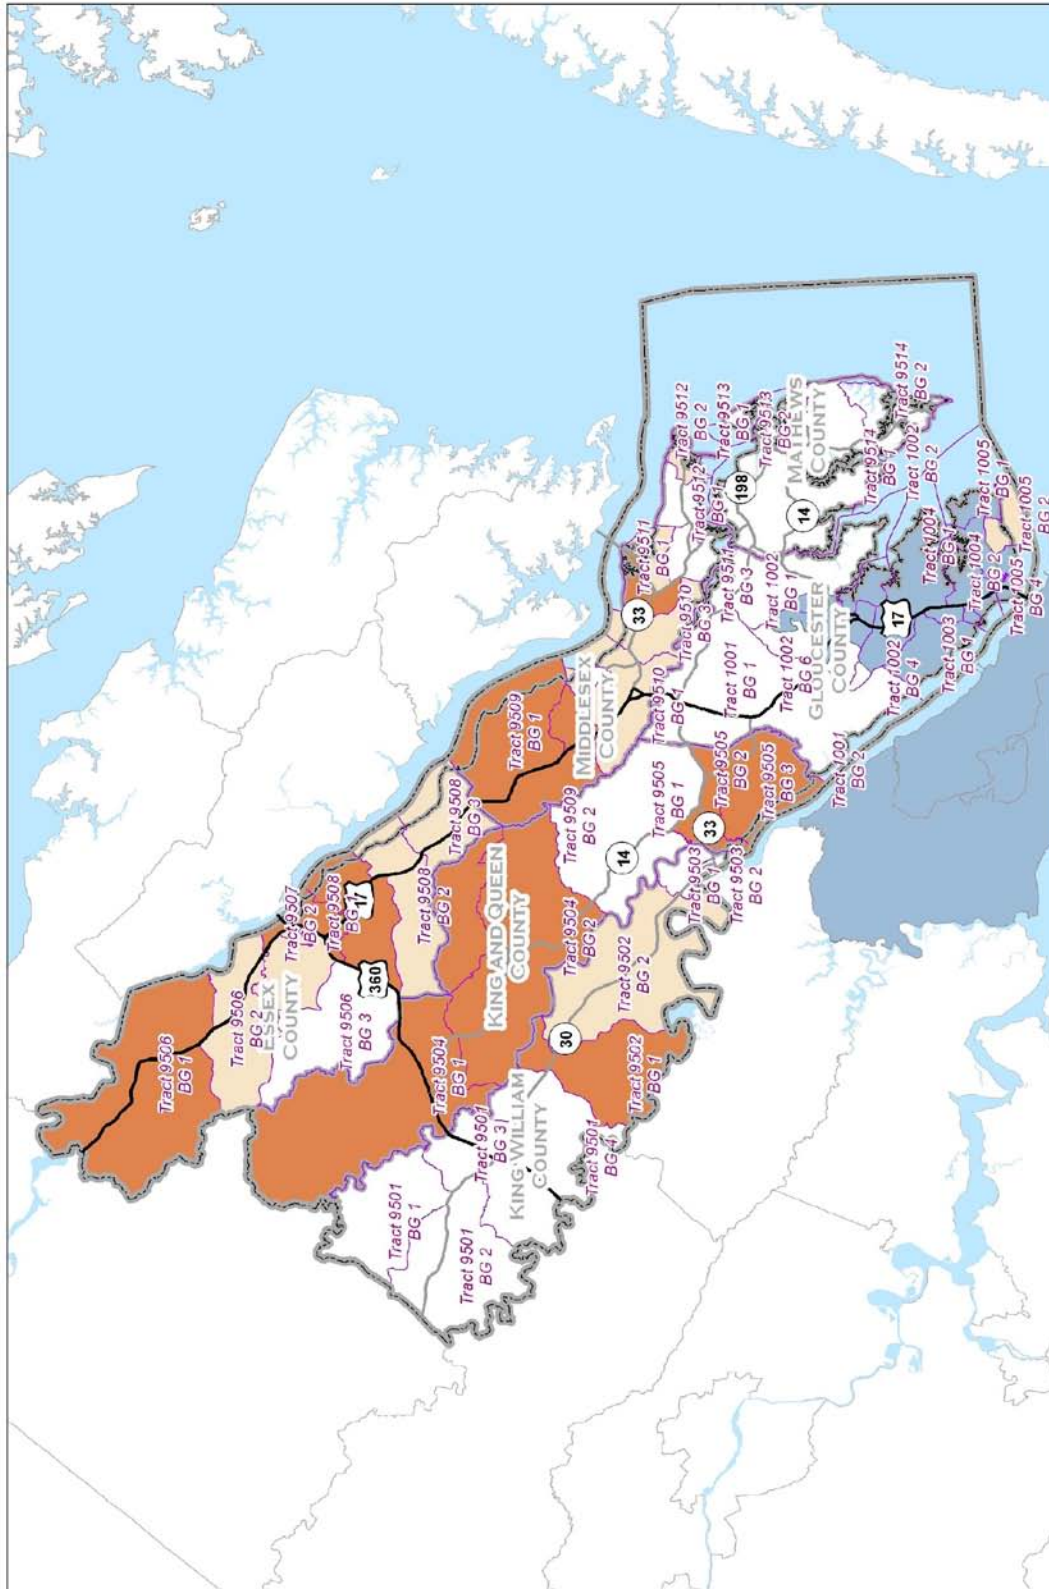 Tract 9506
BG 1
Tract 9506
BG 2
ESSEX
COUNTY
Tract 9506
BG 3
Tract 9507
BG 2
Tract 9508
17
360
Tract 9508
BG 2
Tract 9508
BG 3
Tract 9504
BG 1
KING AND QUEEN
COUNTY
Tract 9504
BG 2
Tract 9501
BG 1
Tract 9501
BG 2
Tract 9501
BG 3
KING WILLIAM
COUNTY
Tract 9501
BG 4
30
Tract 9502
BG 1
Tract 9502
BG 2
Tract 9503
Tract 9503
BG 2
Tract 9509
BG 1
Tract 9509
BG 2
MIDDLESEX
COUNTY
14
Tract 9505
BG 1
33
Tract 9505
BG 2
Tract 9505
BG 3
Tract 9510
Tract 9510
BG 3
33
Tract 9511
BG 1
Tract 9511
BG 3
Tract 9512
BG 2
Tract 9512
Tract 9513
BG 1
Tract 9513
BG 2
198
14
MATHEWS
COUNTY
Tract 9514
BG 1
Tract 9514
BG 2
Tract 1001
BG 1
Tract 1001
BG 2
Tract 1002
BG 1
Tract 1002
BG 6
GLOUCESTER
COUNTY
Tract 1002
BG 2
Tract 1002
BG 4
17
Tract 1003
BG 1
Tract 1004
BG 1
Tract 1004
BG 2
Tract 1005
BG 1
Tract 1005
BG 2
Tract 1005
BG 4